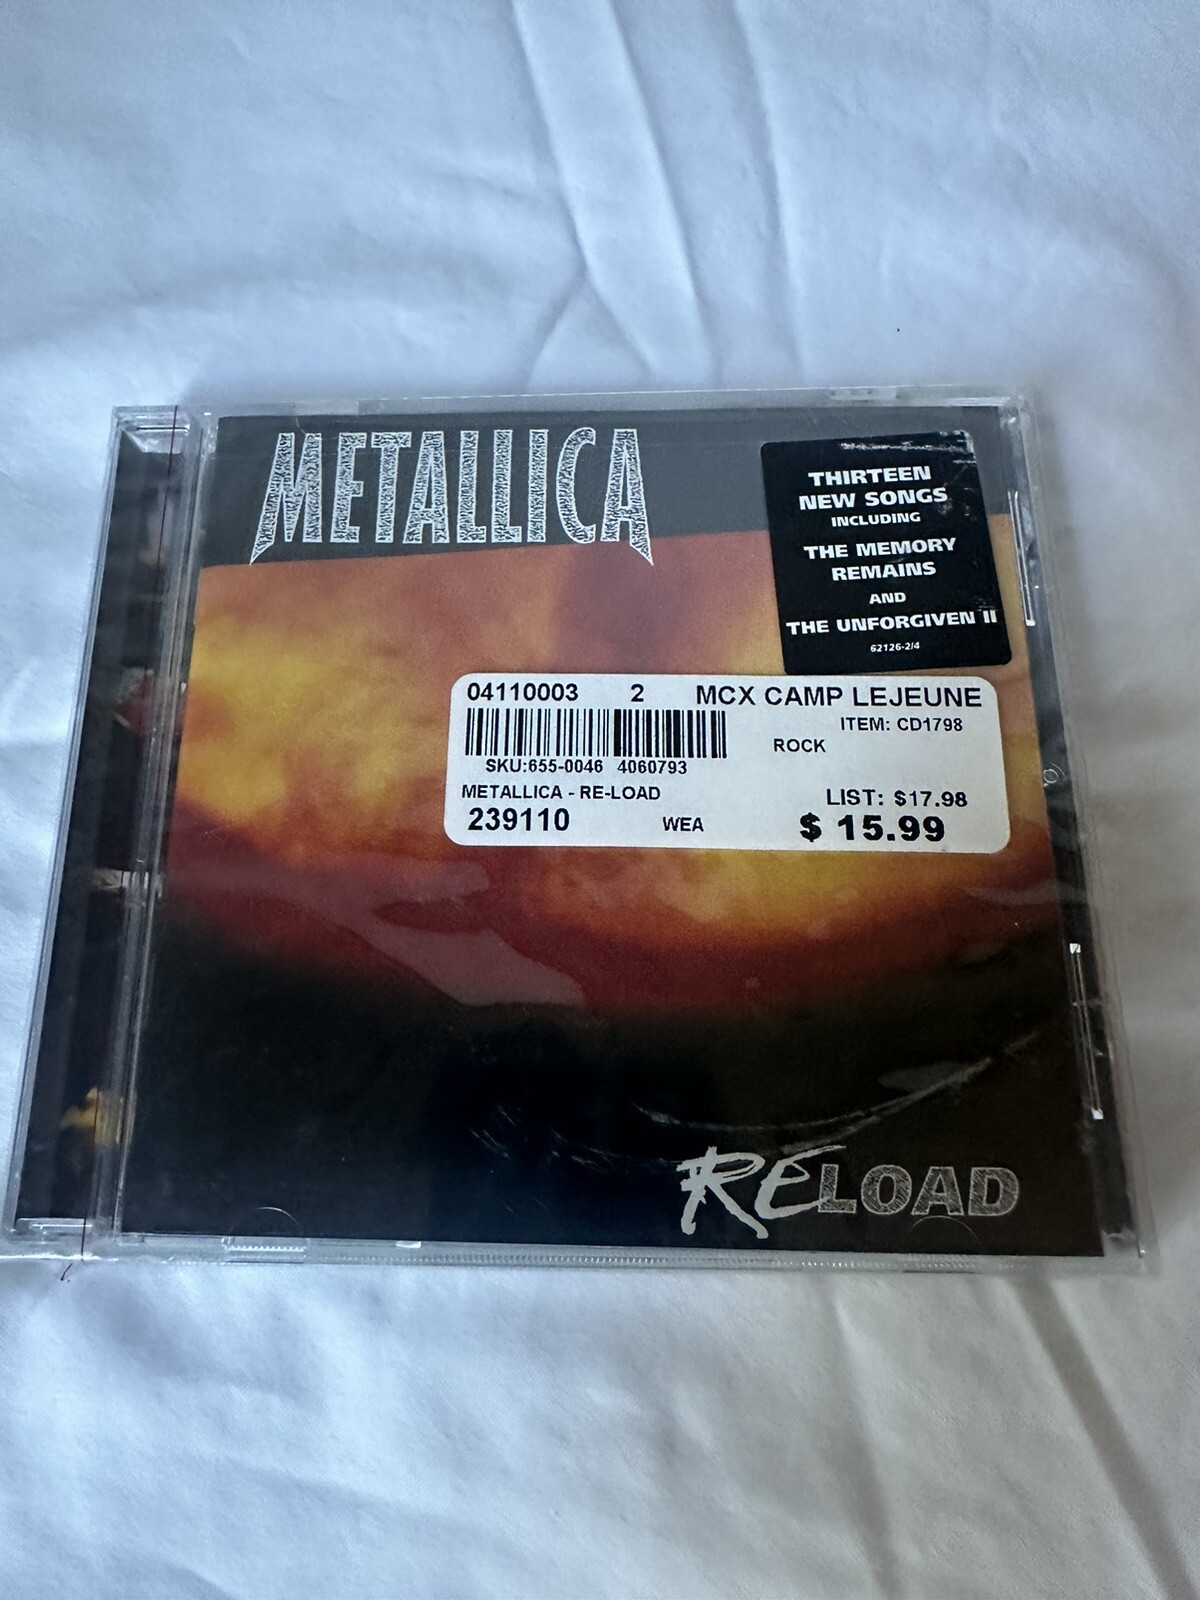 METALLICA
THIRTEEN
NEW SONGS
INCLUDING
THE MEMORY
REMAINS
AND
THE UNFORGIVEN II
62126-2/4
04110003 2 MCX CAMP LEJEUNE
ITEM: CD1798
ROCK
SKU:655-0046 4060793
METALLICA - RE-LOAD
LIST: $17.98
239110 WEA $ 15.99
RELOAD